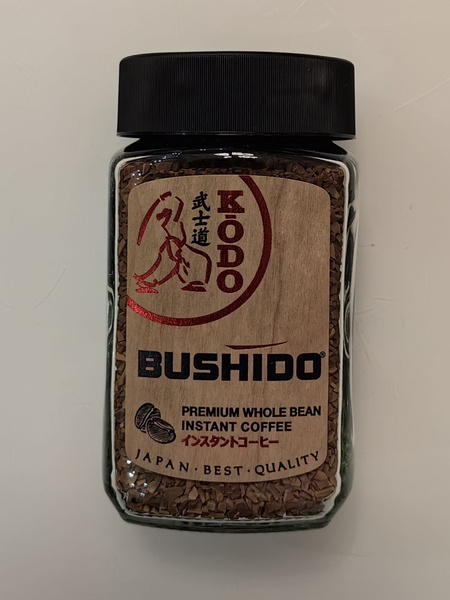 武士道
KŌDO
BUSHIDO®
PREMIUM WHOLE BEAN
INSTANT COFFEE
インスタントコーヒー
JAPAN · BEST · QUALITY